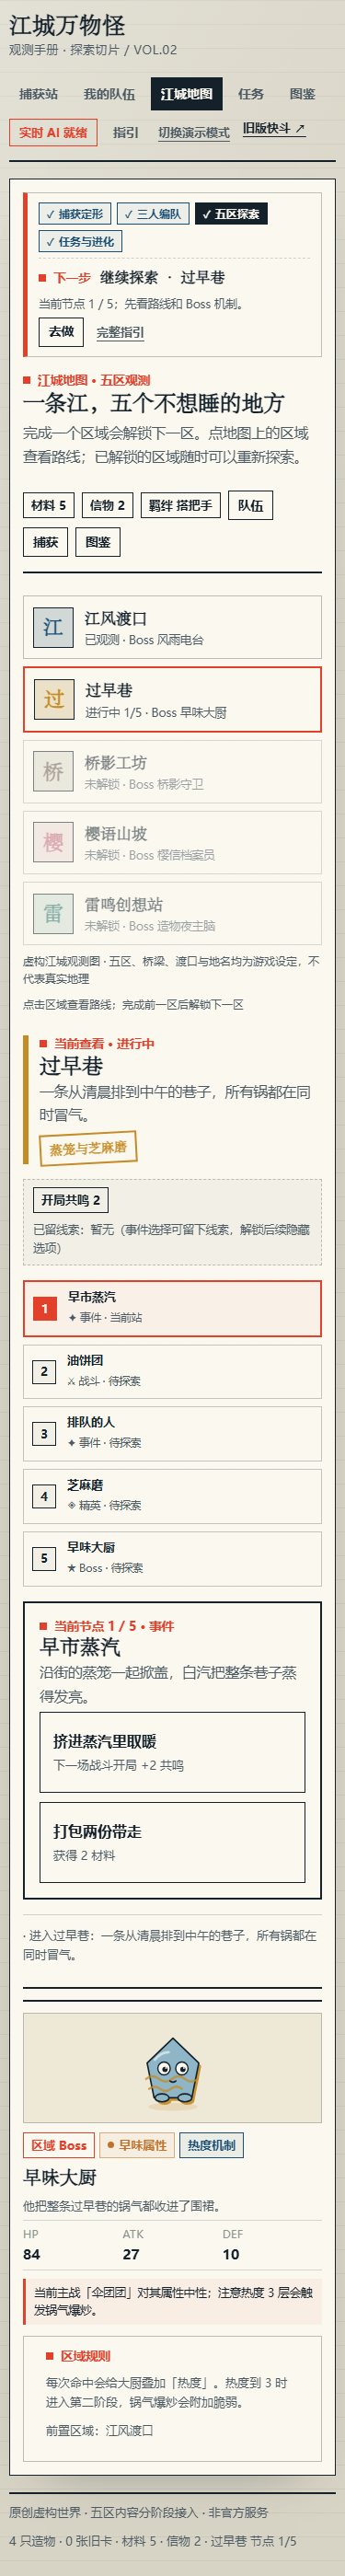 江城万物怪
观测手册 · 探索切片 / VOL.02
捕获站 我的队伍 江城地图 任务 图鉴
实时 AI 就绪 指引 切换演示模式 旧版快斗 ↗
✓ 捕获定形 ✓ 三人编队 ✓ 五区探索
✓ 任务与进化
下一步 继续探索 · 过早巷
当前节点 1 / 5；先看路线和 Boss 机制。
去做 完整指引
江城地图 • 五区观测
一条江，五个不想睡的地方
完成一个区域会解锁下一区。点地图上的区域
查看路线；已解锁的区域随时可以重新探索。
材料 5 信物 2 羁绊 搭把手 队伍
捕获 图鉴
江 江风渡口
已观测 · Boss 风雨电台
过 过早巷
进行中 1/5 · Boss 早味大厨
桥 桥影工坊
未解锁 · Boss 桥影守卫
樱 樱语山坡
未解锁 · Boss 樱信档案员
雷 雷鸣创想站
未解锁 · Boss 造物夜主脑
虚构江城观测图 · 五区、桥梁、渡口与地名均为游戏设定，不
代表真实地理
点击区域查看路线；完成前一区后解锁下一区
当前查看 • 进行中
过早巷
一条从清晨排到中午的巷子，所有锅都在同
时冒气。
蒸笼与芝麻磨
开局共鸣 2
已留线索：暂无（事件选择可留下线索，解锁后续隐藏
选项）
1 早市蒸汽
✦ 事件 · 当前站
2 油饼团
⚔ 战斗 · 待探索
3 排队的人
✦ 事件 · 待探索
4 芝麻磨
◈ 精英 · 待探索
5 早味大厨
★ Boss · 待探索
当前节点 1 / 5 • 事件
早市蒸汽
沿街的蒸笼一起掀盖，白汽把整条巷子蒸
得发亮。
挤进蒸汽里取暖
下一场战斗开局 +2 共鸣
打包两份带走
获得 2 材料
· 进入过早巷：一条从清晨排到中午的巷子，所有锅都在
同时冒气。
区域 Boss ● 早味属性 热度机制
早味大厨
他把整条过早巷的锅气都收进了围裙。
HP ATK DEF
84 27 10
当前主战「伞团团」对其属性中性；注意热度 3 层会触
发锅气爆炒。
区域规则
每次命中会给大厨叠加「热度」。热度到 3 时
进入第二阶段，锅气爆炒会附加脆弱。
前置区域：江风渡口
原创虚构世界 · 五区内容分阶段接入 · 非官方服务
4 只造物 · 0 张旧卡 · 材料 5 · 信物 2 · 过早巷 节点 1/5